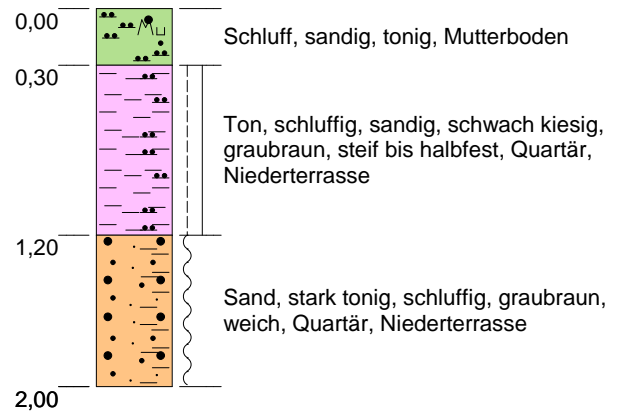 0,00
Schluff, sandig, tonig, Mutterboden
0,30
Ton, schluffig, sandig, schwach kiesig,
graubraun, steif bis halbfest, Quartär,
Niederterrasse
1,20
Sand, stark tonig, schluffig, graubraun,
weich, Quartär, Niederterrasse
2,00